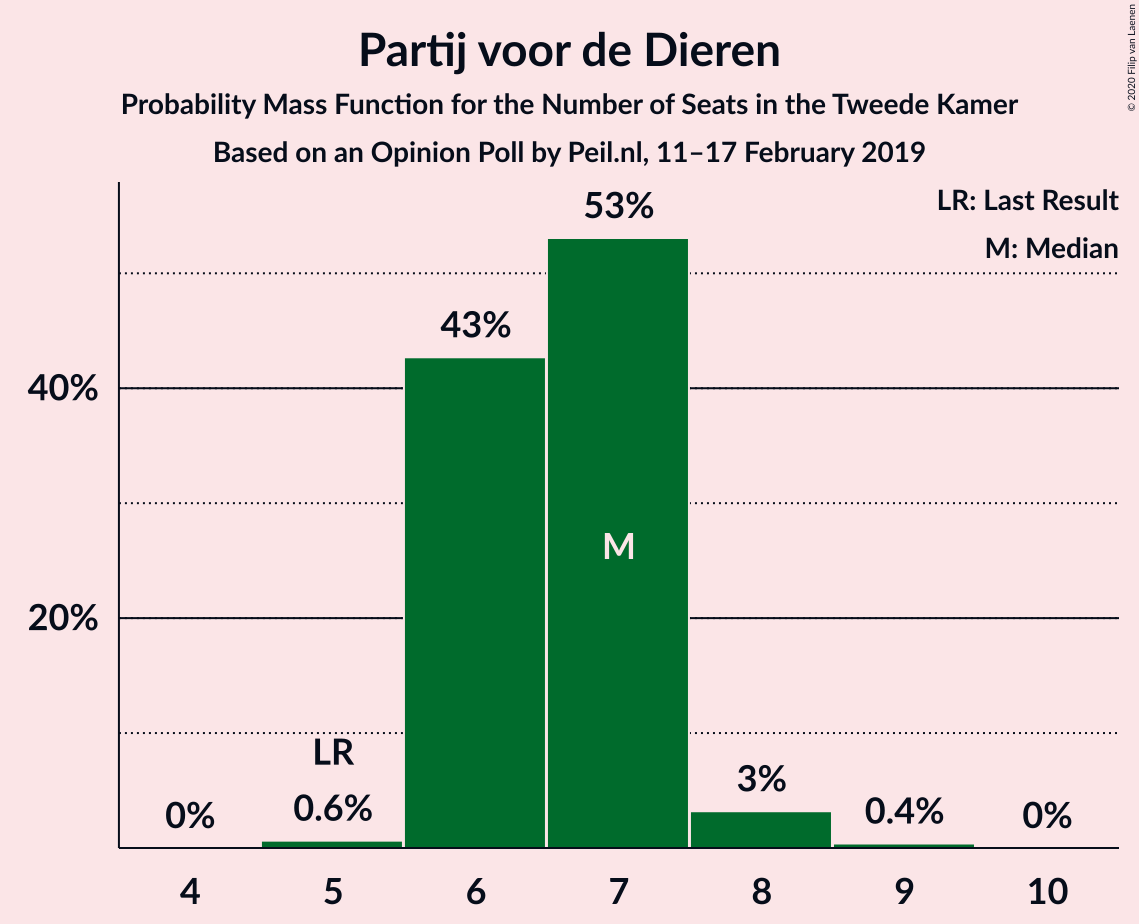 Partij voor de Dieren
Probability Mass Function for the Number of Seats in the Tweede Kamer
Based on an Opinion Poll by Peil.nl, 11–17 February 2019
© 2020 Filip van Laenen
LR: Last Result
M: Median
53%
43%
40%
M
20%
LR
0%
0.6%
3%
0.4%
0%
4 5 6 7 8 9 10